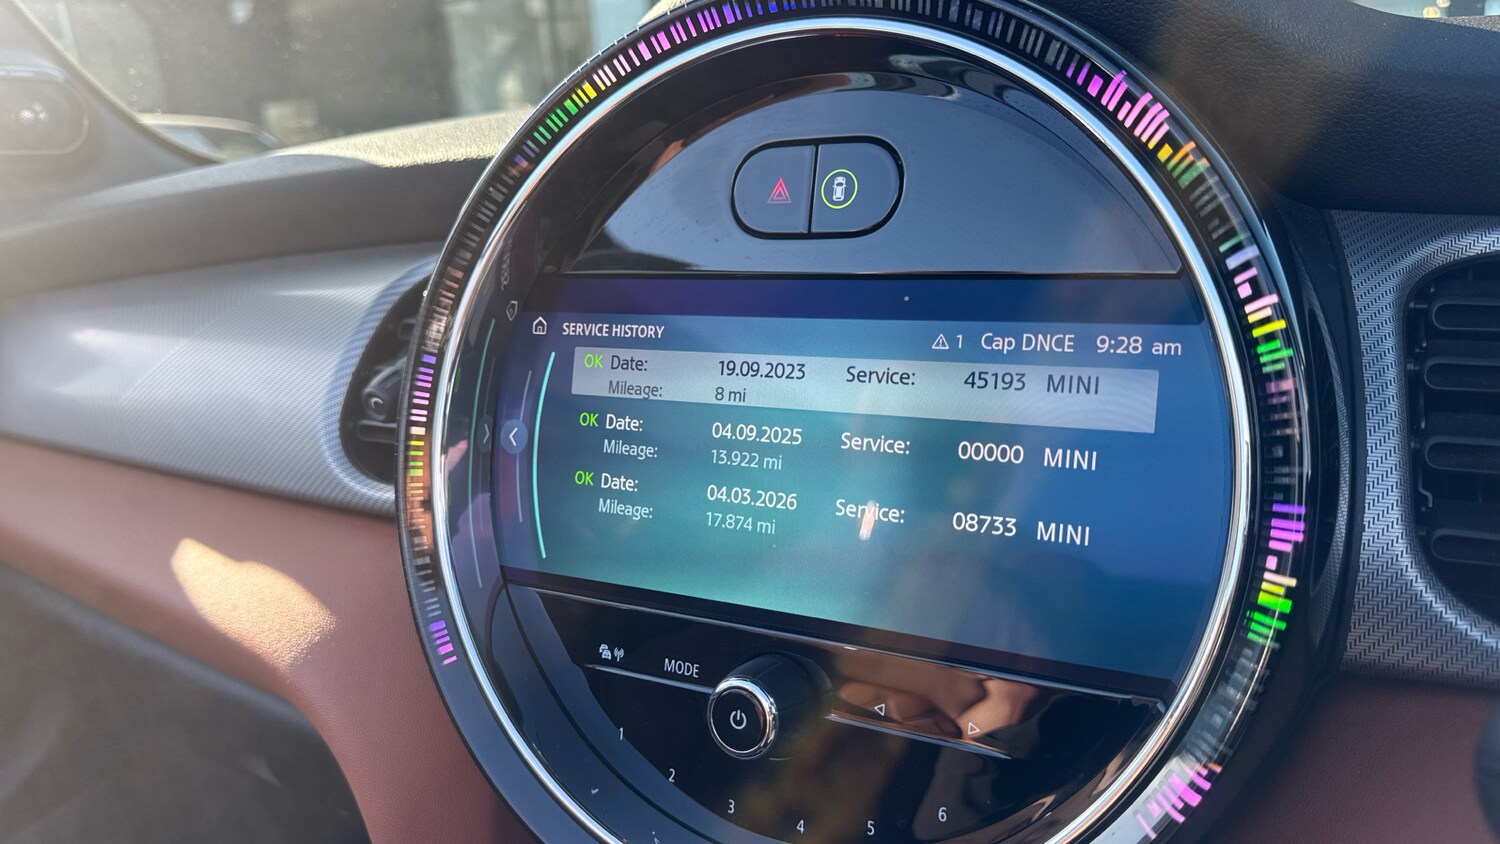 SERVICE HISTORY 1 Cap DNCE 9:28 am
OK Date: 19.09.2023 Service: 45193 MINI
Mileage: 8 mi
OK Date: 04.09.2025 Service: 00000 MINI
Mileage: 13.922 mi
OK Date: 04.03.2026 Service: 08733 MINI
Mileage: 17.874 mi
MODE
1 2 3 4 5 6